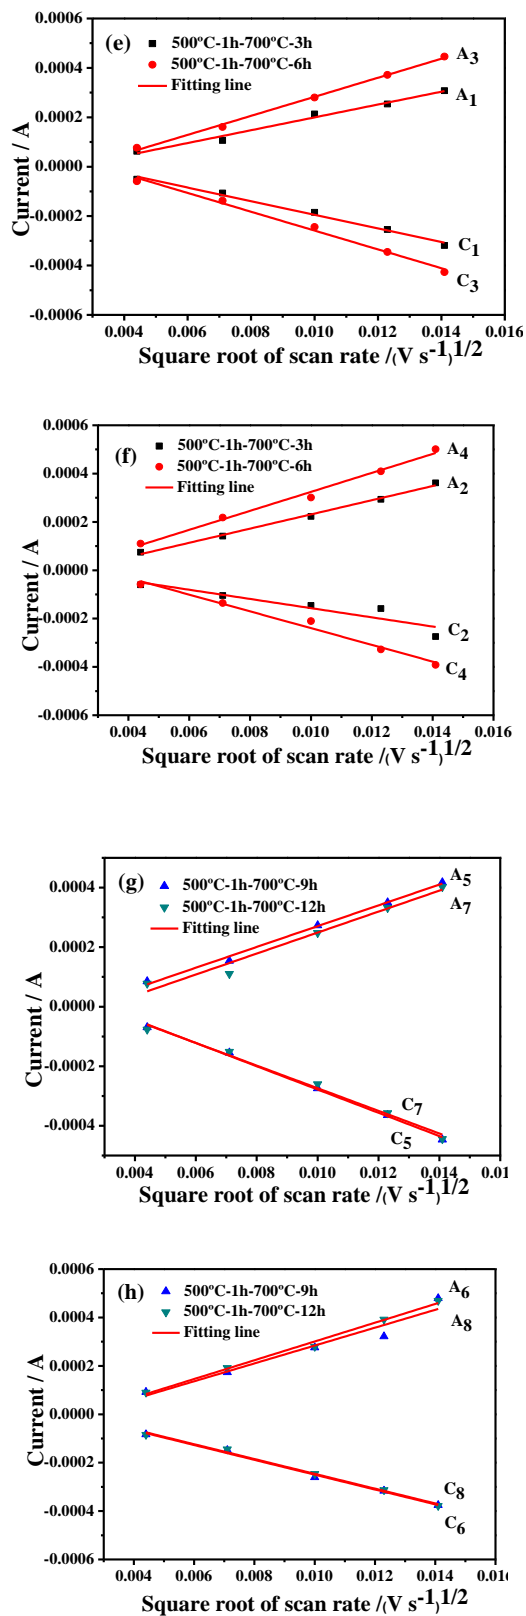 (e)
500ºC-1h-700ºC-3h
500ºC-1h-700ºC-6h
Fitting line
A3
A1
C1
C3
Current / A
0.0006
0.0004
0.0002
0.0000
-0.0002
-0.0004
-0.0006
0.004 0.006 0.008 0.010 0.012 0.014 0.016
Square root of scan rate /(V s-1)1/2
(f)
500ºC-1h-700ºC-3h
500ºC-1h-700ºC-6h
Fitting line
A4
A2
C2
C4
Current / A
0.0006
0.0004
0.0002
0.0000
-0.0002
-0.0004
-0.0006
0.004 0.006 0.008 0.010 0.012 0.014 0.016
Square root of scan rate /(V s-1)1/2
(g)
500ºC-1h-700ºC-9h
500ºC-1h-700ºC-12h
Fitting line
A5
A7
C7
C5
Current / A
0.0004
0.0002
0.0000
-0.0002
-0.0004
0.004 0.006 0.008 0.010 0.012 0.014 0.01
Square root of scan rate /(V s-1)1/2
(h)
500ºC-1h-700ºC-9h
500ºC-1h-700ºC-12h
Fitting line
A6
A8
C8
C6
Current / A
0.0006
0.0004
0.0002
0.0000
-0.0002
-0.0004
-0.0006
0.004 0.006 0.008 0.010 0.012 0.014 0.016
Square root of scan rate /(V s-1)1/2